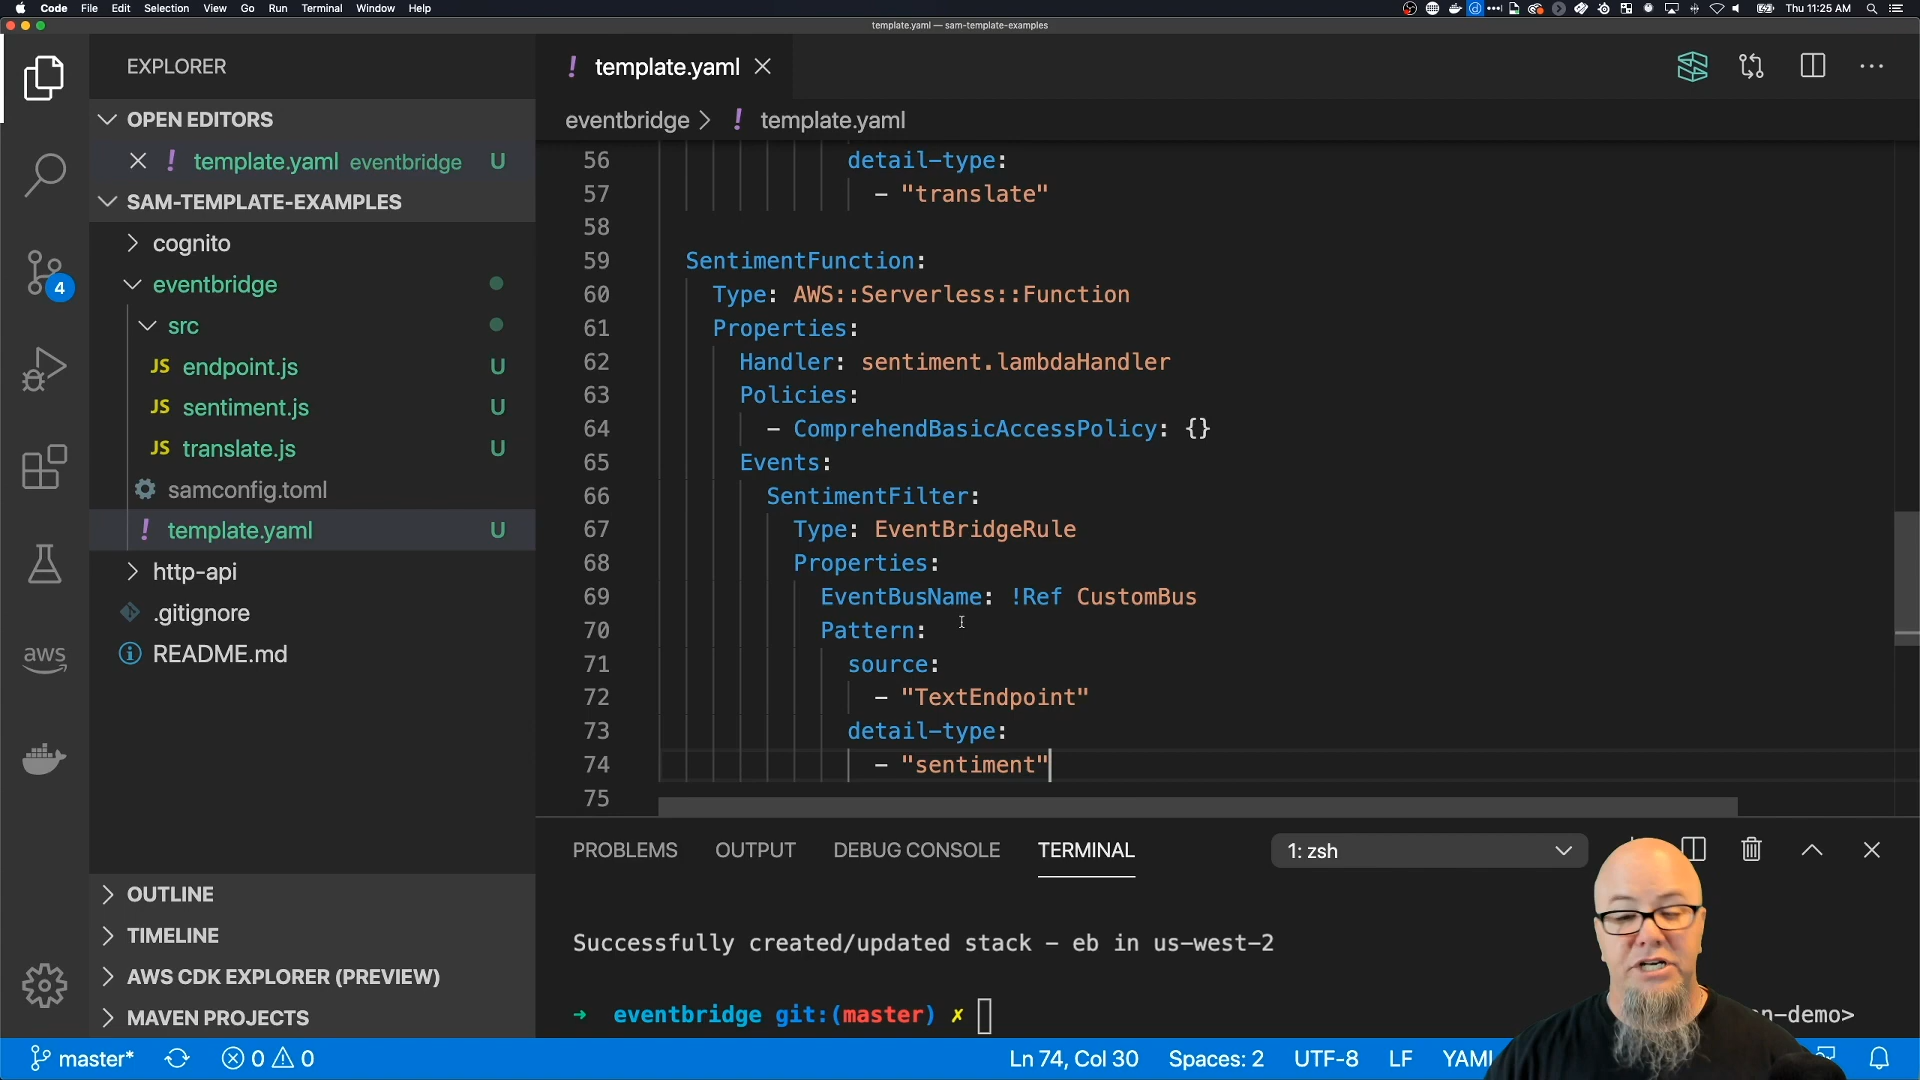 Code File Edit Selection View Go Run Terminal Window Help
Thu 11:25 AM
template.yaml — sam-template-examples
EXPLORER
OPEN EDITORS
template.yaml eventbridge U
SAM-TEMPLATE-EXAMPLES
cognito
eventbridge
src
JS endpoint.js U
JS sentiment.js U
JS translate.js U
samconfig.toml
! template.yaml U
http-api
.gitignore
README.md
OUTLINE
TIMELINE
AWS CDK EXPLORER (PREVIEW)
MAVEN PROJECTS
4
aws
! template.yaml
eventbridge > ! template.yaml
56 detail-type:
57 - "translate"
58
59 SentimentFunction:
60 Type: AWS::Serverless::Function
61 Properties:
62 Handler: sentiment.lambdaHandler
63 Policies:
64 - ComprehendBasicAccessPolicy: {}
65 Events:
66 SentimentFilter:
67 Type: EventBridgeRule
68 Properties:
69 EventBusName: !Ref CustomBus
70 Pattern:
71 source:
72 - "TextEndpoint"
73 detail-type:
74 - "sentiment"
75
PROBLEMS OUTPUT DEBUG CONSOLE TERMINAL
1: zsh
Successfully created/updated stack - eb in us-west-2
➜ eventbridge git:(master) ✗
n-demo>
master* 0 0
Ln 74, Col 30 Spaces: 2 UTF-8 LF YAML